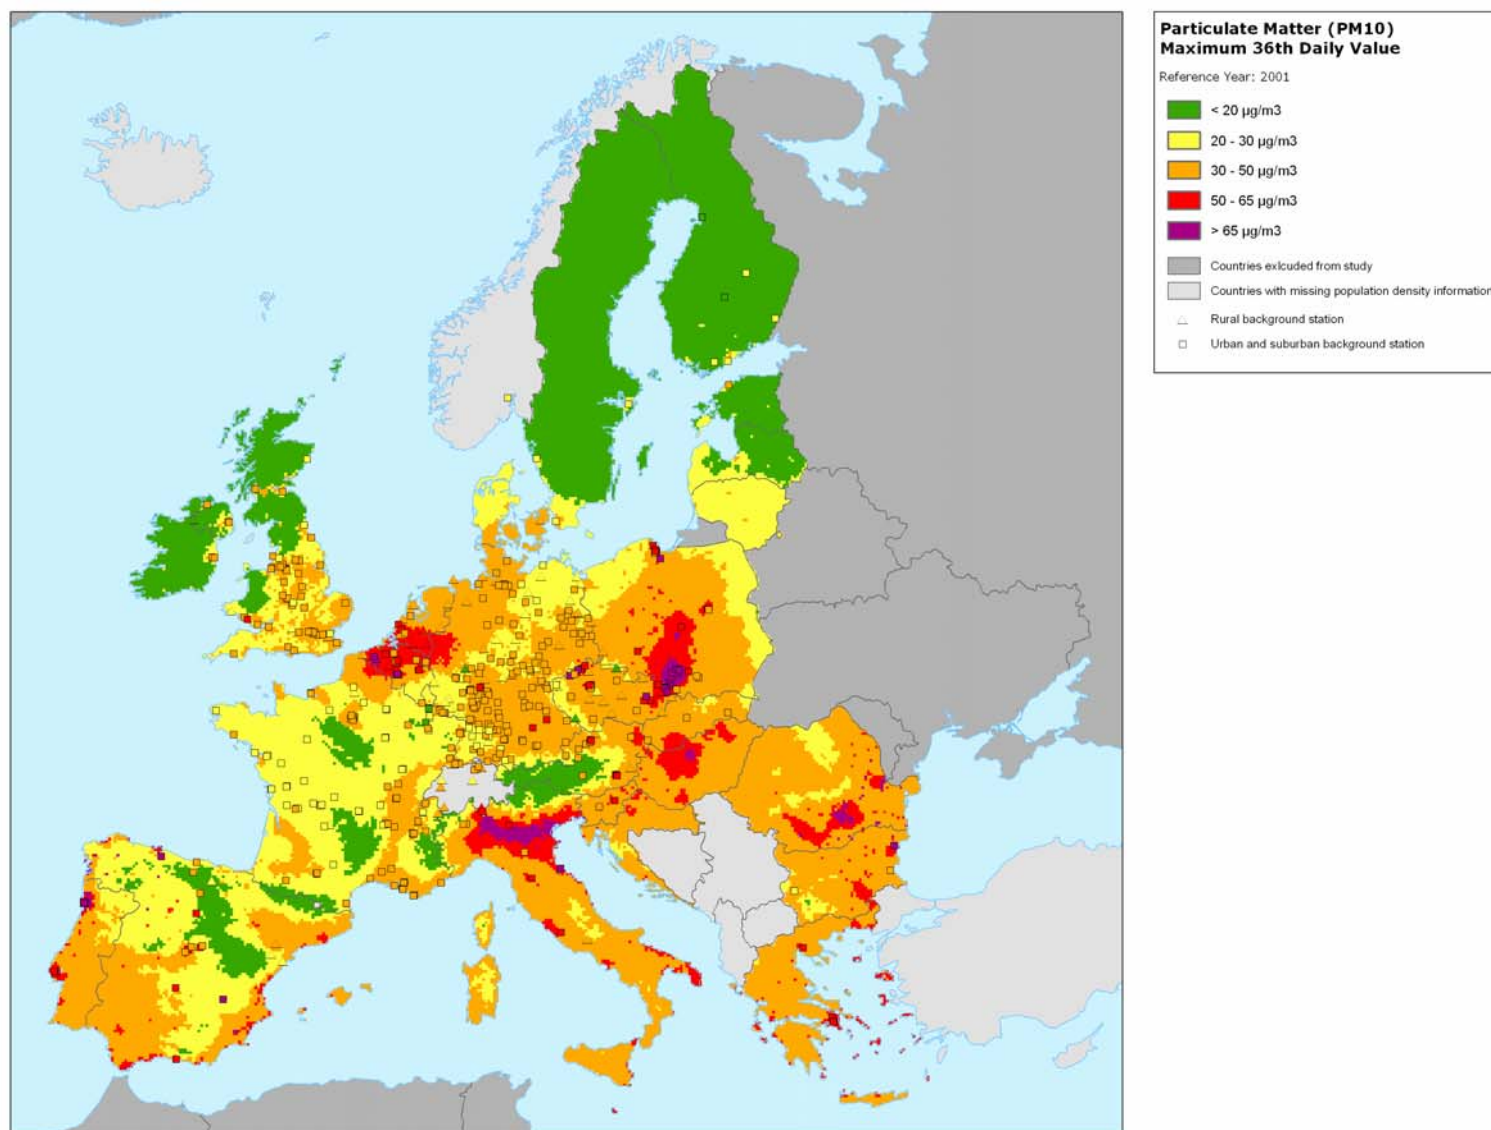 Particulate Matter (PM10)
Maximum 36th Daily Value
Reference Year: 2001
< 20 µg/m3
20 - 30 µg/m3
30 - 50 µg/m3
50 - 65 µg/m3
> 65 µg/m3
Countries exlcuded from study
Countries with missing population density information
Rural background station
Urban and suburban background station